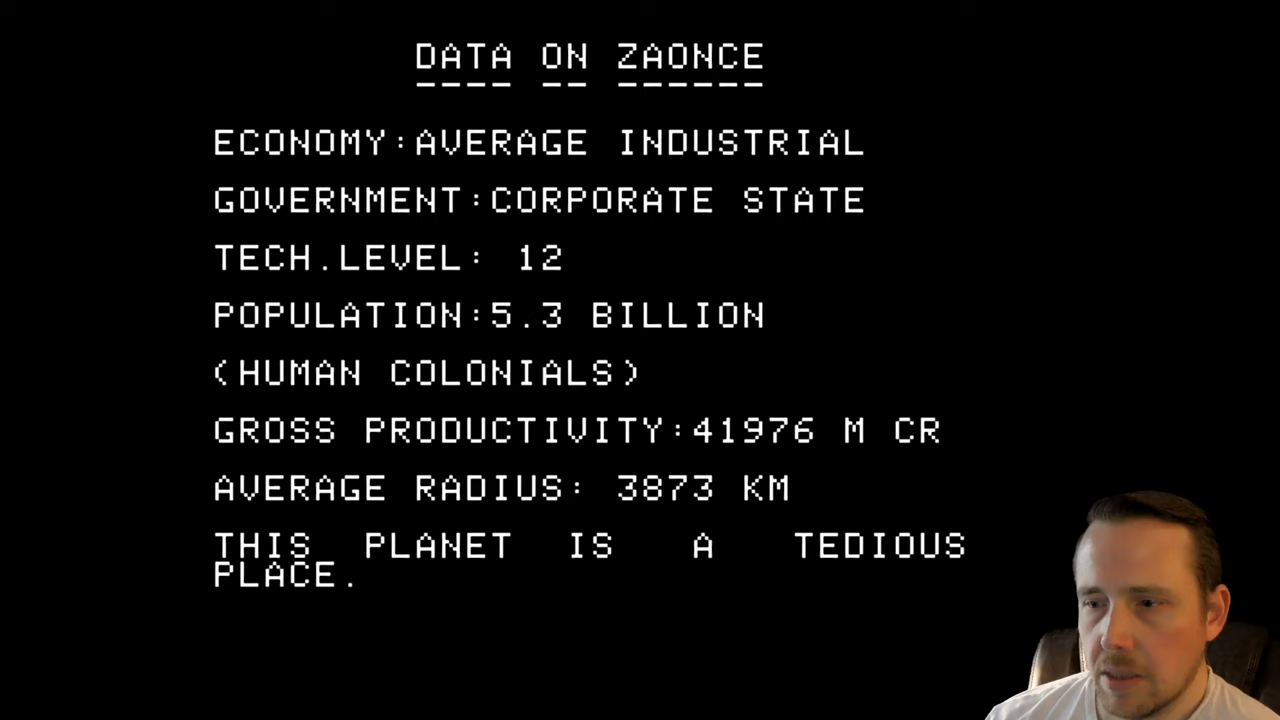 DATA ON ZAONCE
ECONOMY:AVERAGE INDUSTRIAL
GOVERNMENT:CORPORATE STATE
TECH.LEVEL: 12
POPULATION:5.3 BILLION
(HUMAN COLONIALS)
GROSS PRODUCTIVITY:41976 M CR
AVERAGE RADIUS: 3873 KM
THIS PLANET IS A TEDIOUS
PLACE.